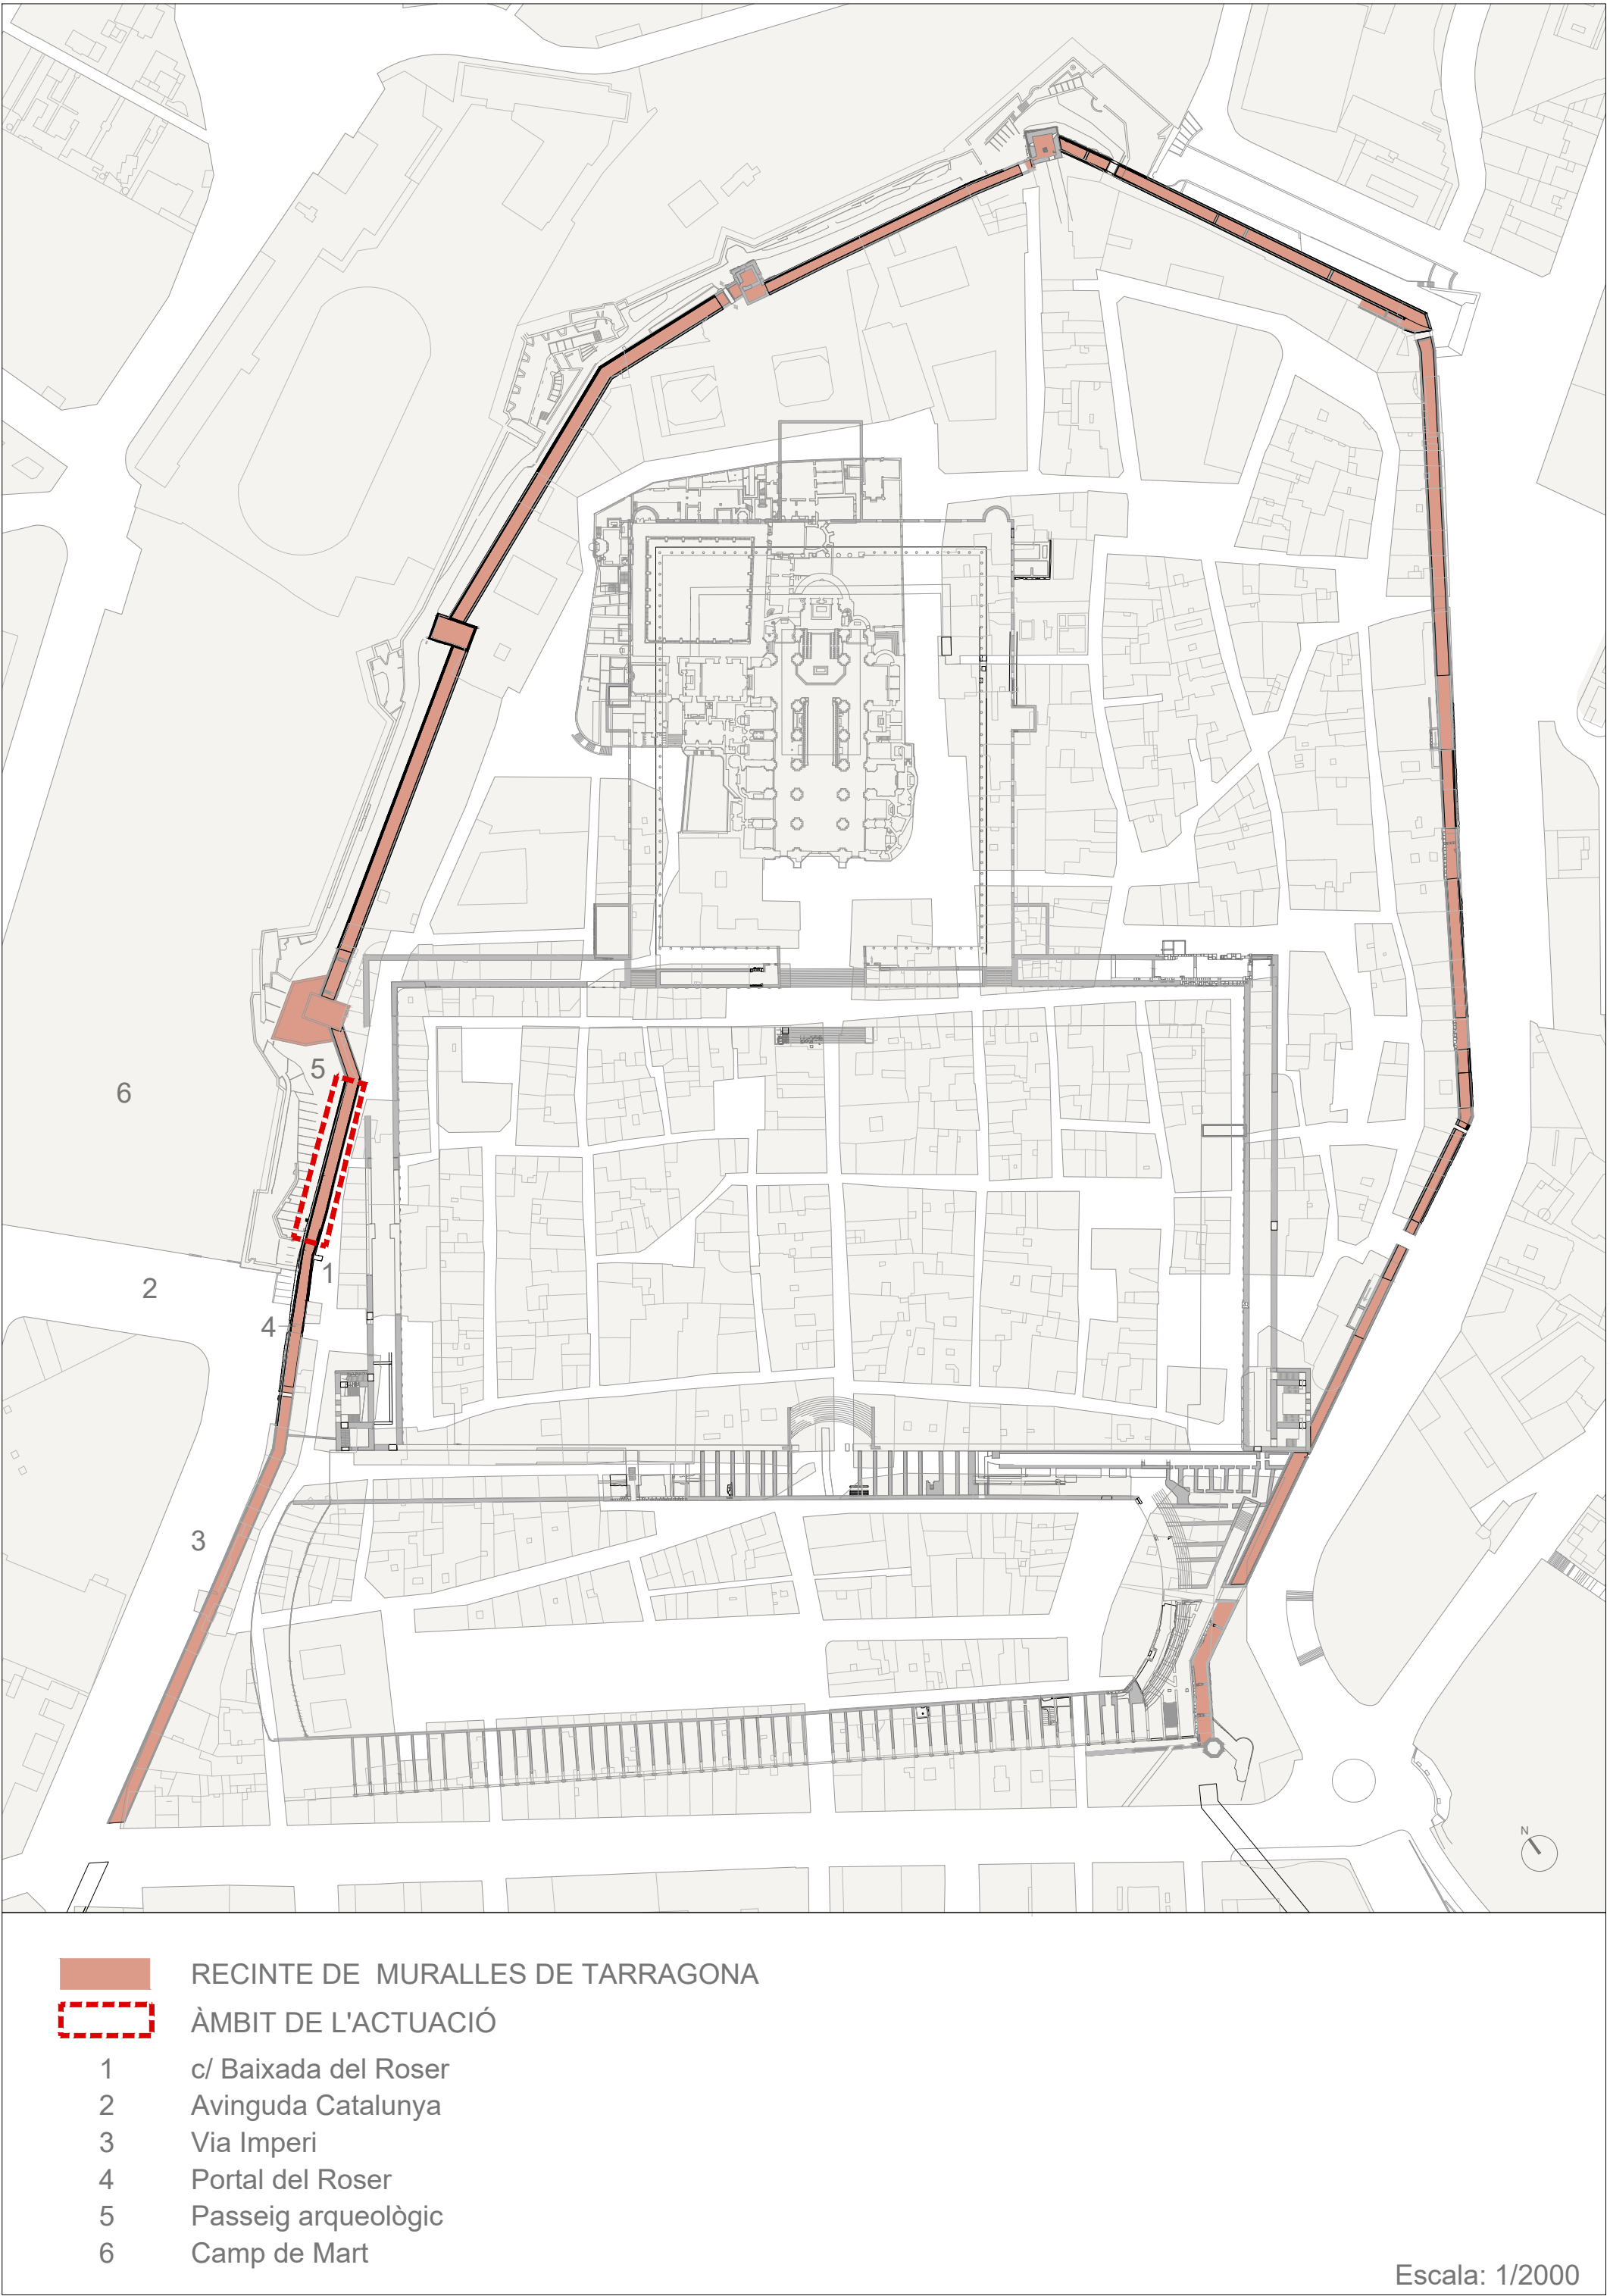 5
6
1
2
4
3
N
RECINTE DE MURALLES DE TARRAGONA
ÀMBIT DE L'ACTUACIÓ
1 c/ Baixada del Roser
2 Avinguda Catalunya
3 Via Imperi
4 Portal del Roser
5 Passeig arqueològic
6 Camp de Mart
Escala: 1/2000